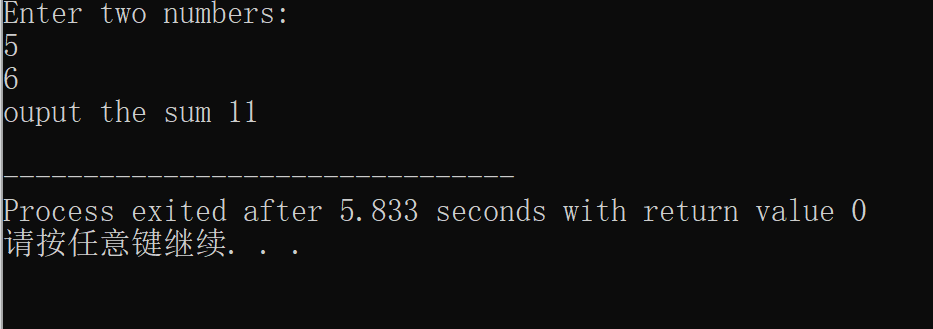 Enter two numbers:
5
6
ouput the sum 11
--------------------------------
Process exited after 5.833 seconds with return value 0
请按任意键继续. . .